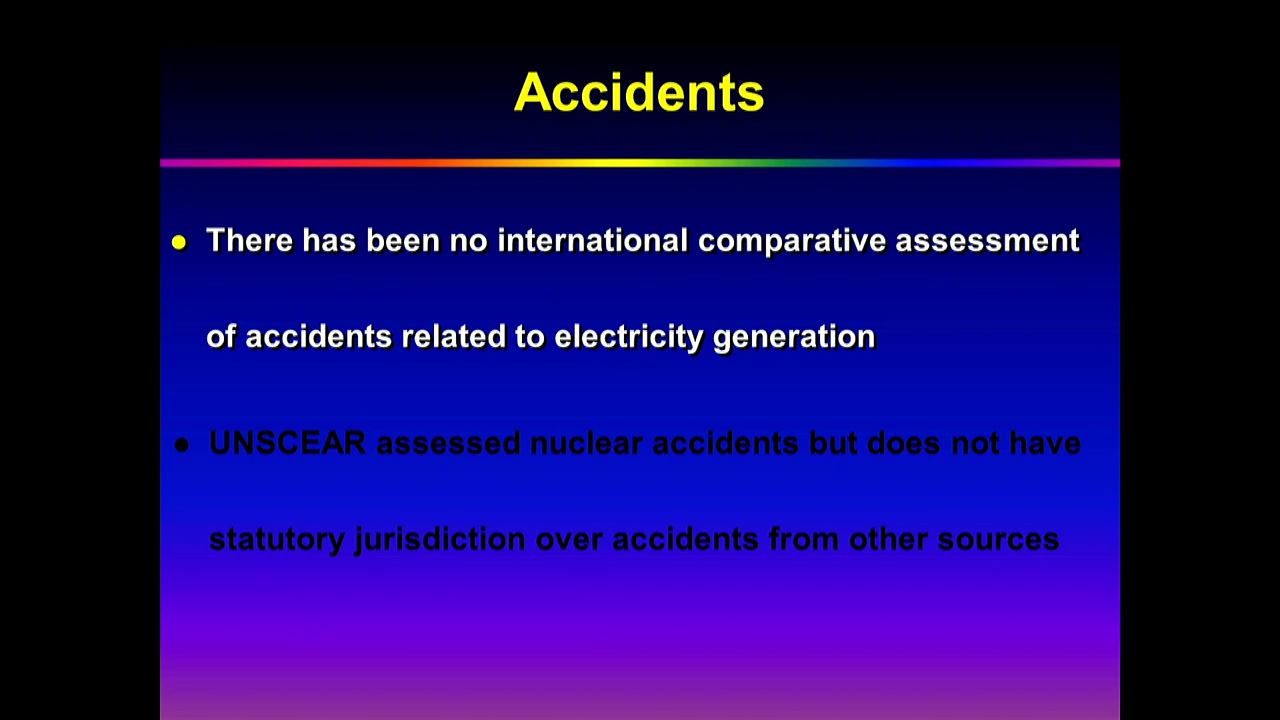 Accidents
● There has been no international comparative assessment
of accidents related to electricity generation
● UNSCEAR assessed nuclear accidents but does not have
statutory jurisdiction over accidents from other sources